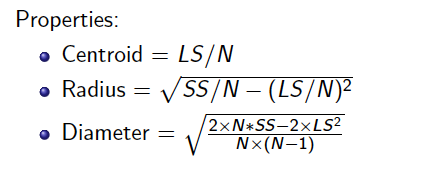 Properties:
Centroid = LS/N
Radius = √SS/N − (LS/N)²
Diameter = √2×N∗SS−2×LS² / N×(N−1)